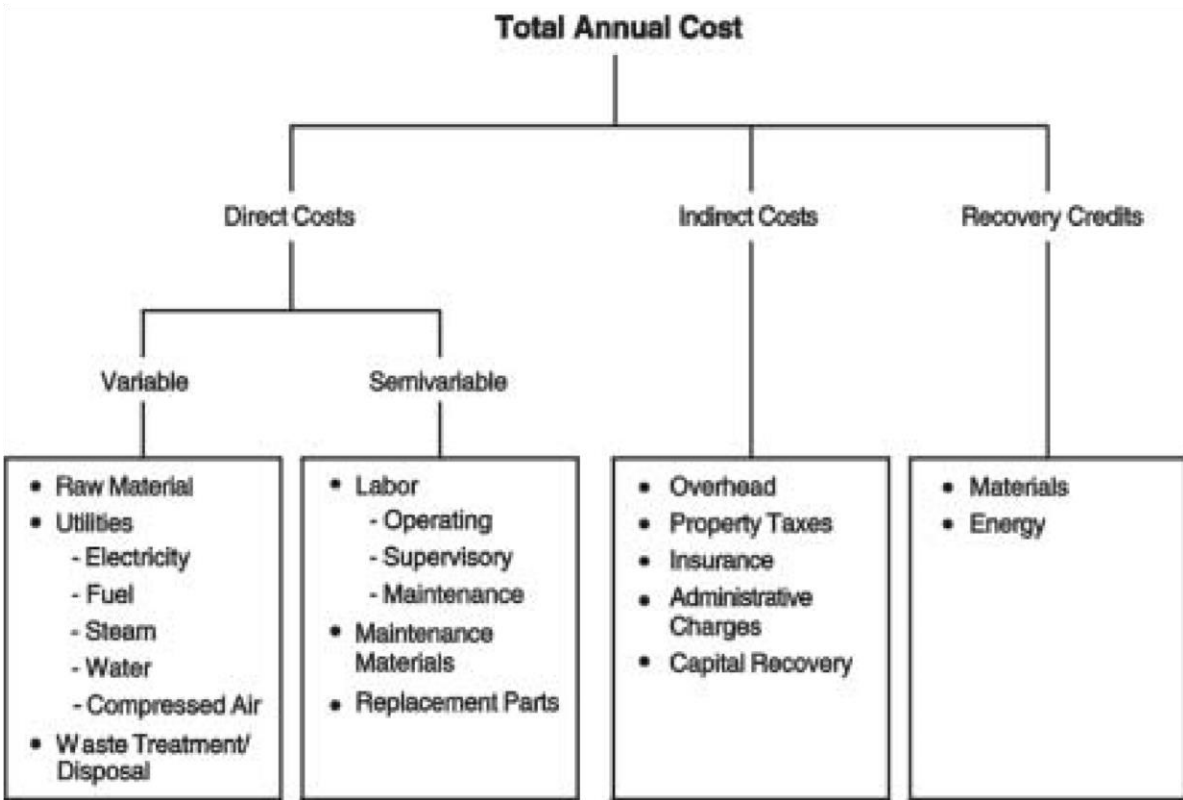 Total Annual Cost
Direct Costs
Indirect Costs
Recovery Credits
Variable
Semivariable
• Raw Material
• Utilities
- Electricity
- Fuel
- Steam
- Water
- Compressed Air
• Waste Treatment/
Disposal
• Labor
- Operating
- Supervisory
- Maintenance
• Maintenance
Materials
• Replacement Parts
• Overhead
• Property Taxes
• Insurance
• Administrative
Charges
• Capital Recovery
• Materials
• Energy